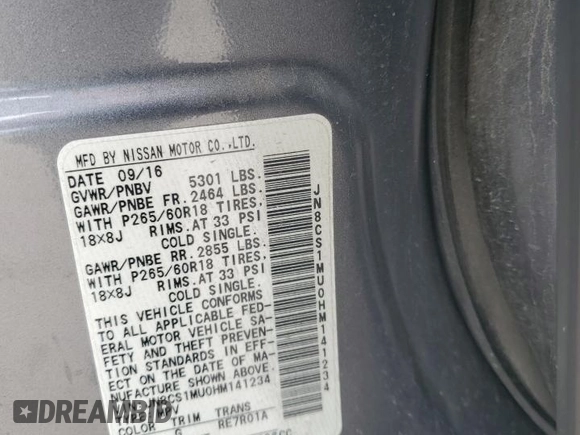 MFD BY NISSAN MOTOR CO.,LTD.
DATE 09/16
GVWR/PNBV 5301 LBS.
GAWR/PNBE FR. 2464 LBS.
WITH P265/60R18 TIRES.
18X8J RIMS.AT 33 PSI
COLD SINGLE.
GAWR/PNBE RR. 2855 LBS.
WITH P265/60R18 TIRES.
18X8J RIMS.AT 33 PSI
COLD SINGLE.
THIS VEHICLE CONFORMS
TO ALL APPLICABLE FED-
ERAL MOTOR VEHICLE SA-
FETY AND THEFT PREVEN-
TION STANDARDS IN EFF-
ECT ON THE DATE OF MA-
NUFACTURE SHOWN ABOVE.
JN8CS1MU0HM141234
COLOR TRIM TRANS
G RE7R01A
JN8CS1MU0HM141234
© RIDESAFELY.COM